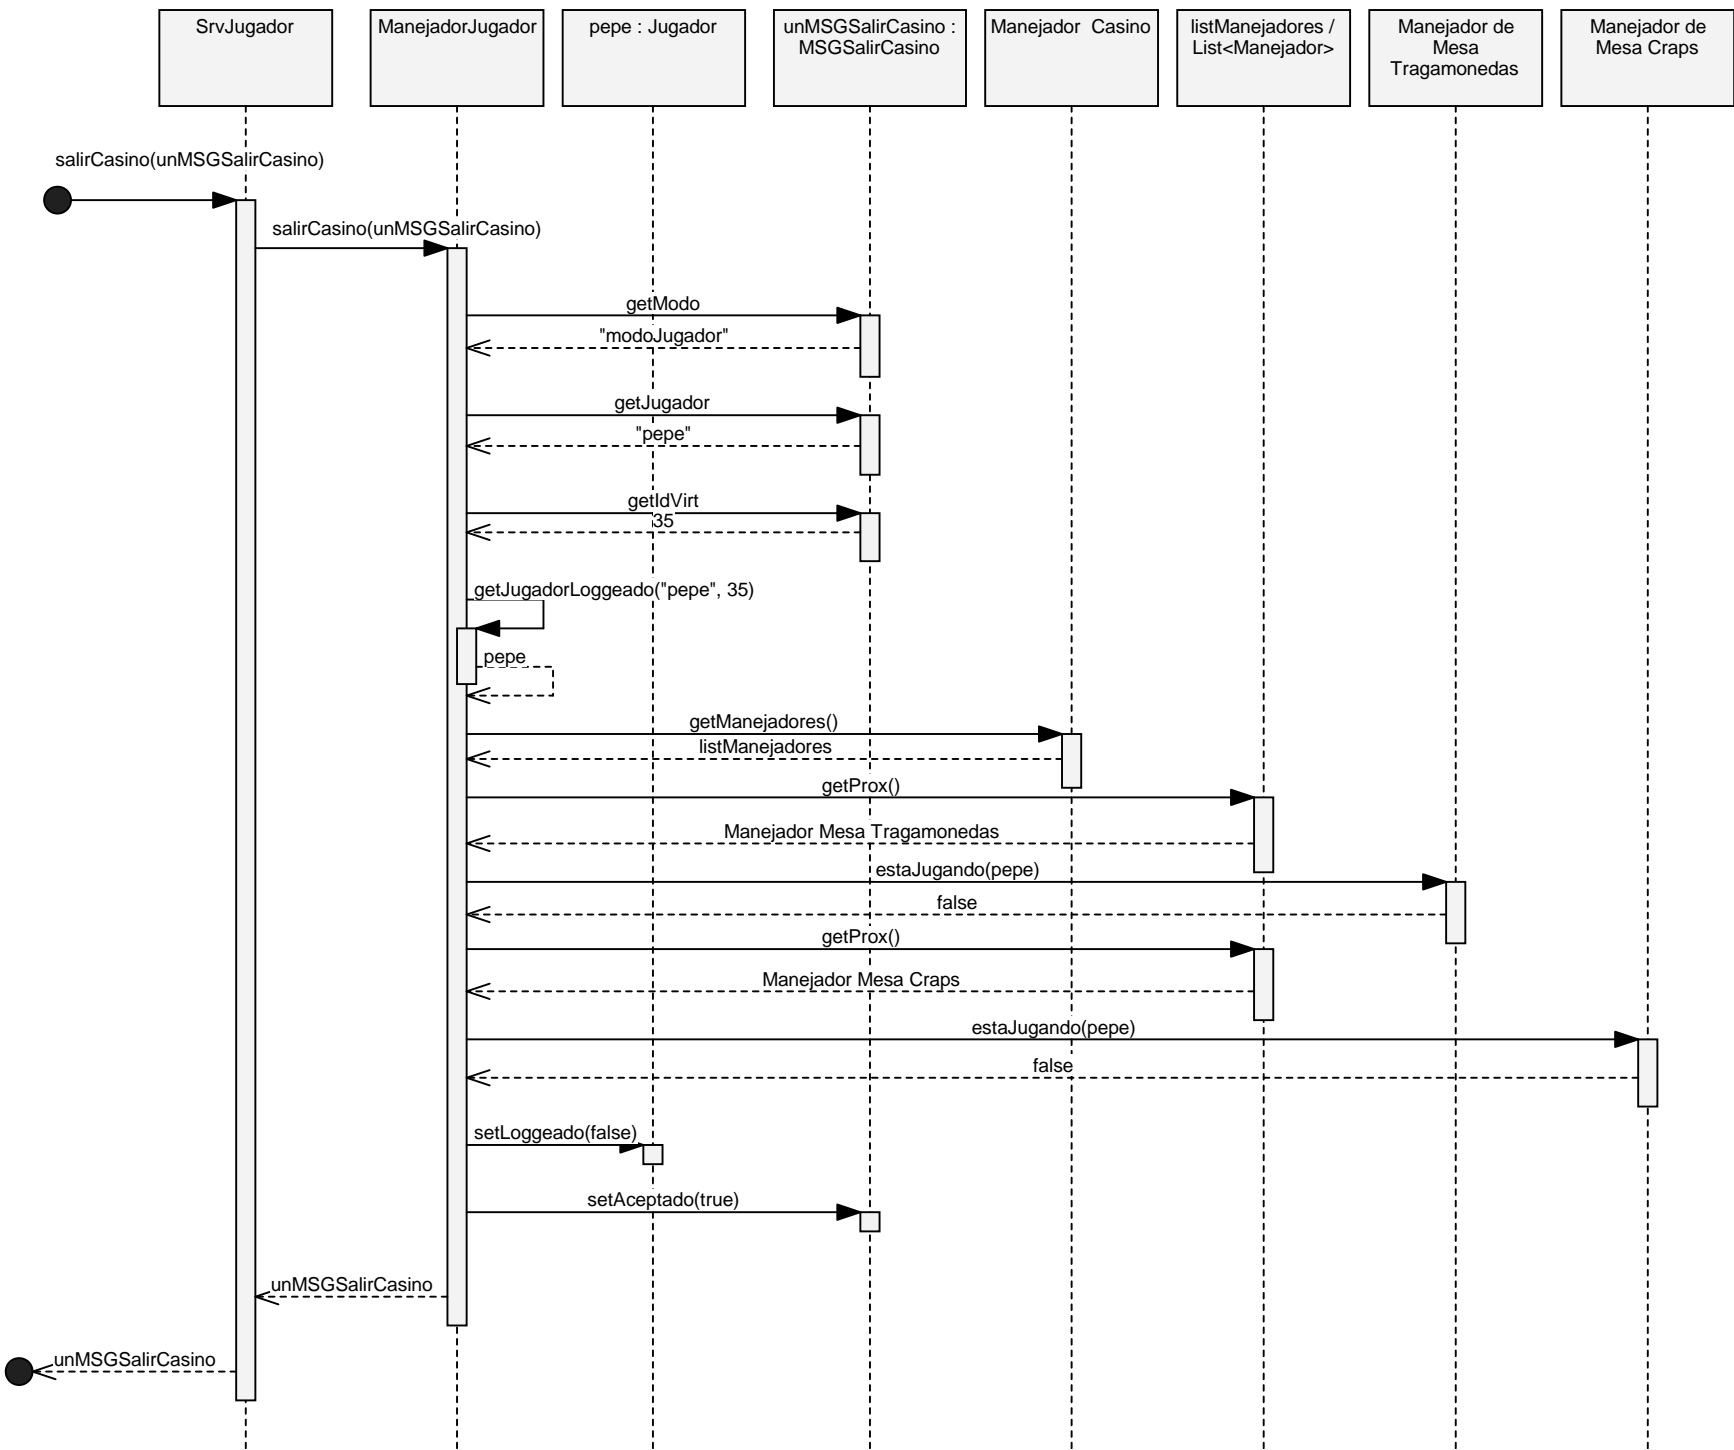 SrvJugador
ManejadorJugador
pepe : Jugador
unMSGSalirCasino :
MSGSalirCasino
Manejador  Casino
listManejadores /
List<Manejador>
Manejador de
Mesa
Tragamonedas
Manejador de
Mesa Craps
salirCasino(unMSGSalirCasino)
salirCasino(unMSGSalirCasino)
getModo
"modoJugador"
getJugador
"pepe"
getIdVirt
35
getJugadorLoggeado("pepe", 35)
pepe
getManejadores()
listManejadores
getProx()
Manejador Mesa Tragamonedas
estaJugando(pepe)
false
getProx()
Manejador Mesa Craps
estaJugando(pepe)
false
setLoggeado(false)
setAceptado(true)
unMSGSalirCasino
unMSGSalirCasino